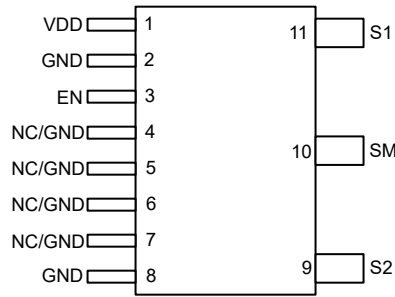 VDD 1 11 S1
GND 2
EN 3
NC/GND 4
NC/GND 5 10 SM
NC/GND 6
NC/GND 7
GND 8 9 S2